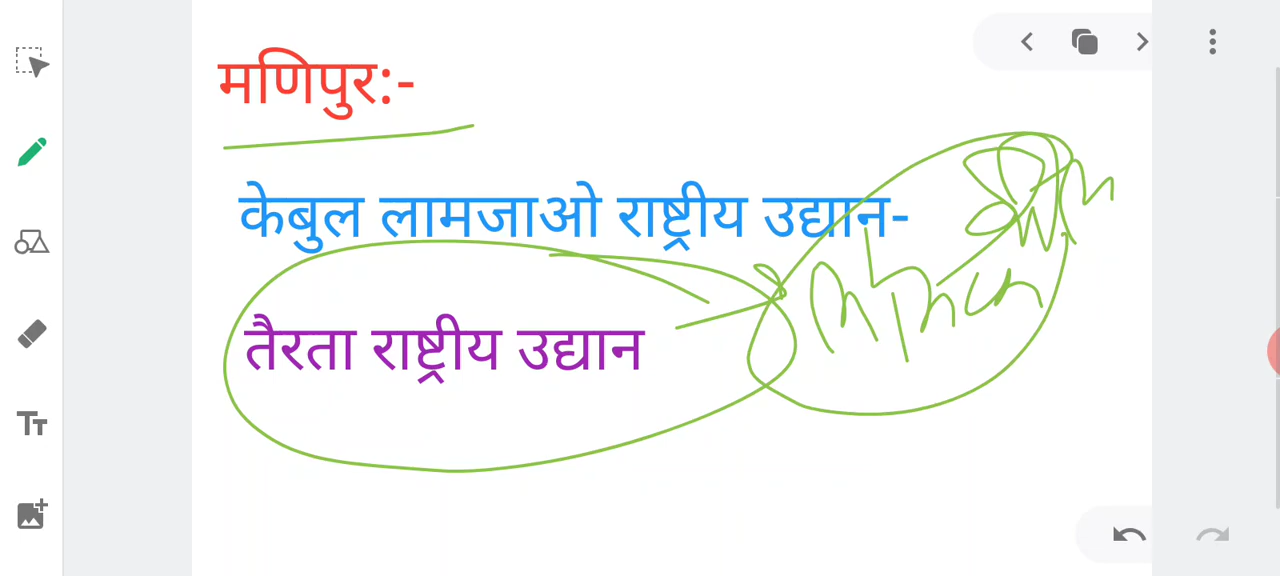 मणिपुर:-
केबुल लामजाओ राष्ट्रीय उद्यान-
तैरता राष्ट्रीय उद्यान